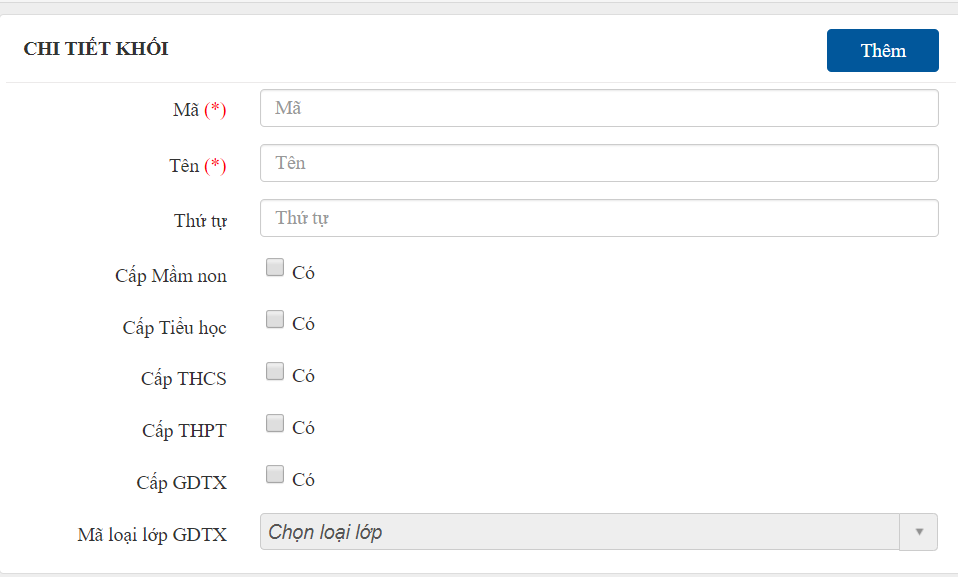 CHI TIẾT KHỐI
Thêm
Mã (*)
Mã
Tên (*)
Tên
Thứ tự
Thứ tự
Cấp Mầm non
Có
Cấp Tiểu học
Có
Cấp THCS
Có
Cấp THPT
Có
Cấp GDTX
Có
Mã loại lớp GDTX
Chọn loại lớp